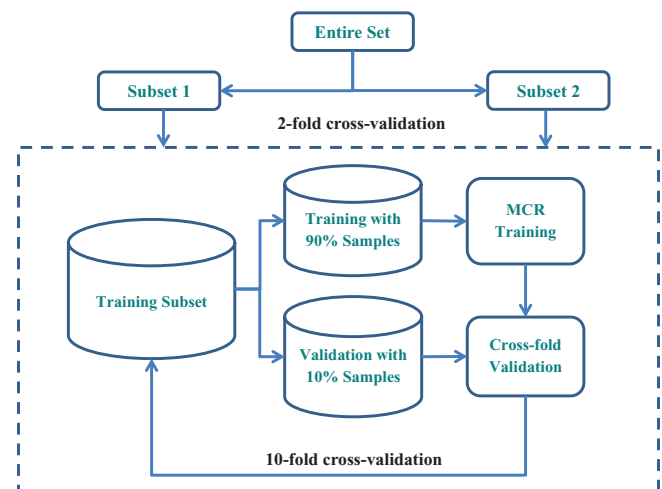 Entire Set
Subset 1
Subset 2
2-fold cross-validation
Training with
90% Samples
MCR
Training
Training Subset
Validation with
10% Samples
Cross-fold
Validation
10-fold cross-validation